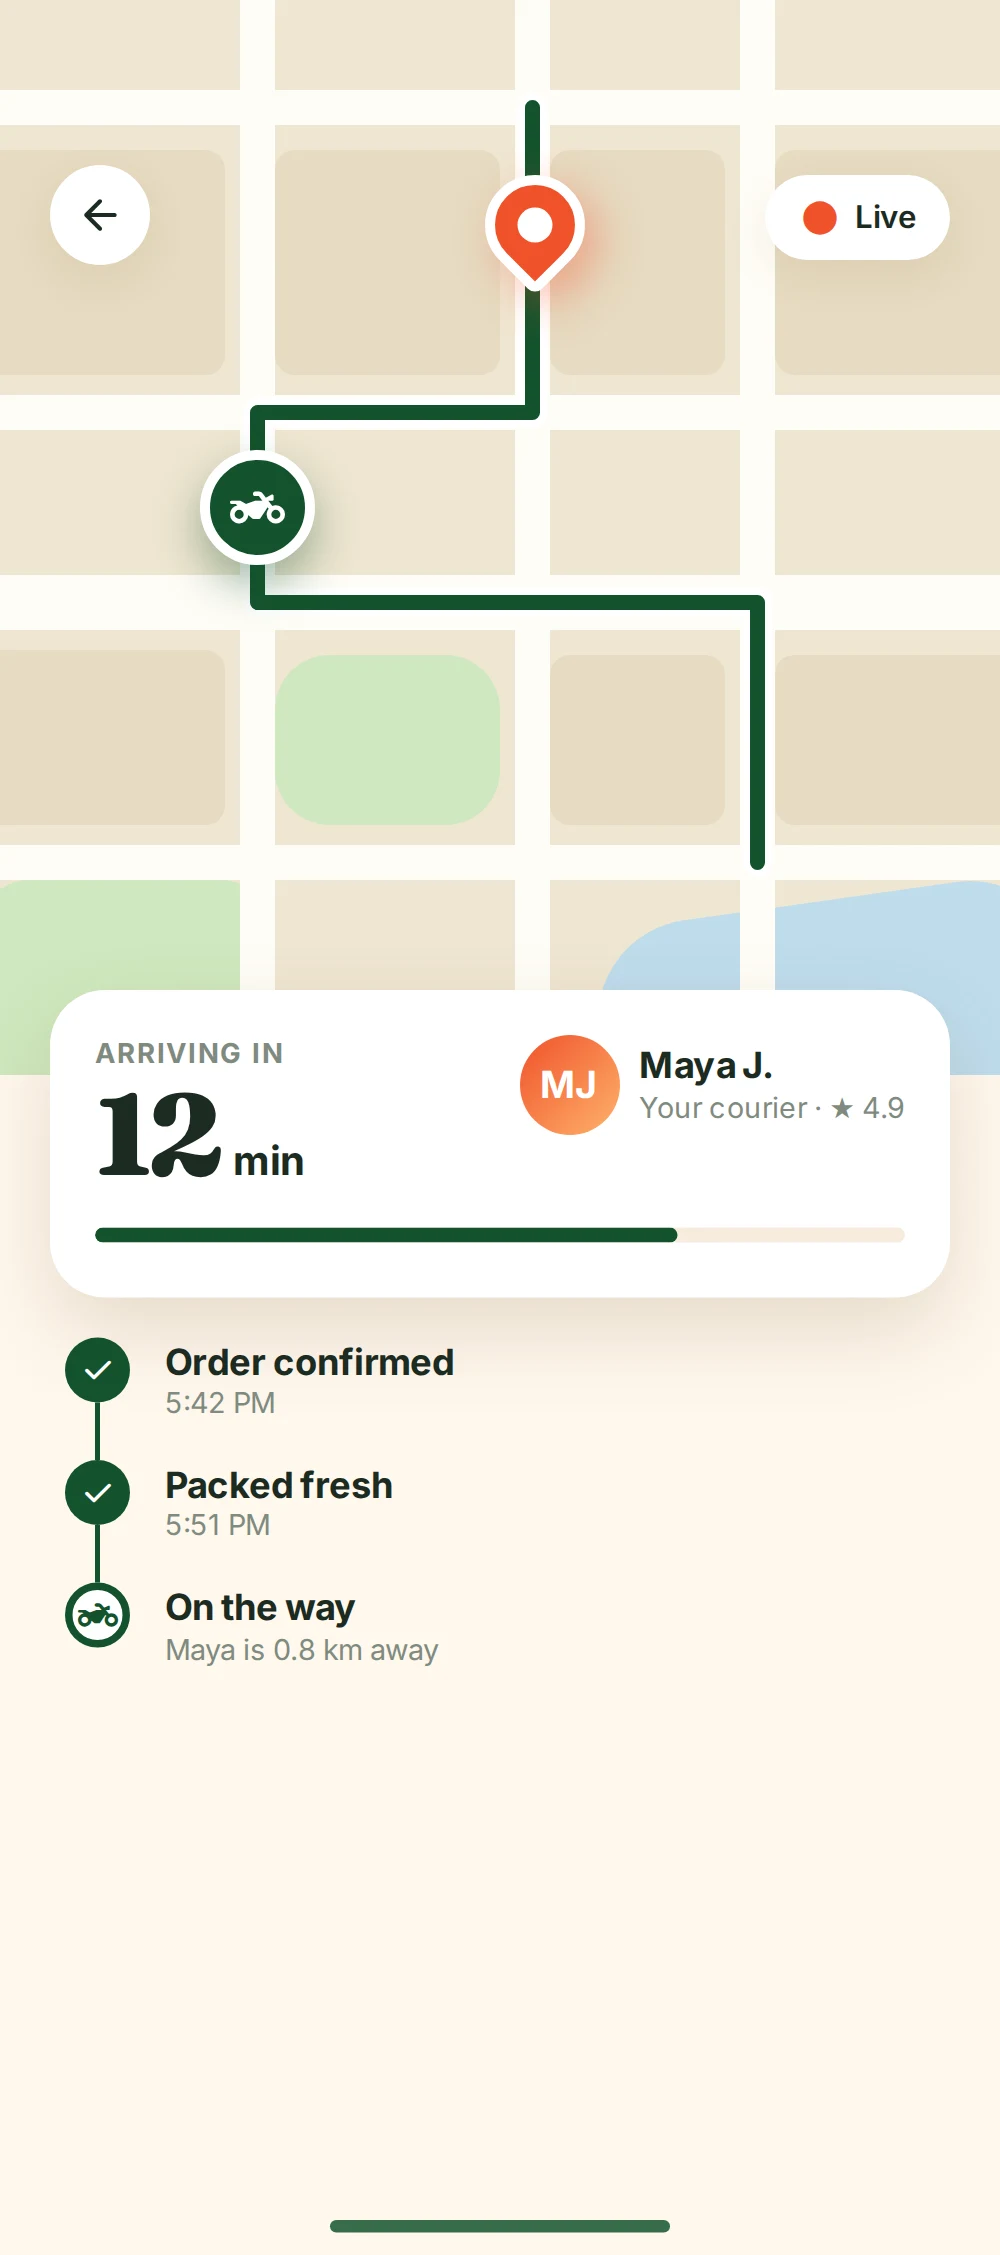 Live
ARRIVING IN
12 min
MJ
Maya J.
Your courier · ★ 4.9
Order confirmed
5:42 PM
Packed fresh
5:51 PM
On the way
Maya is 0.8 km away